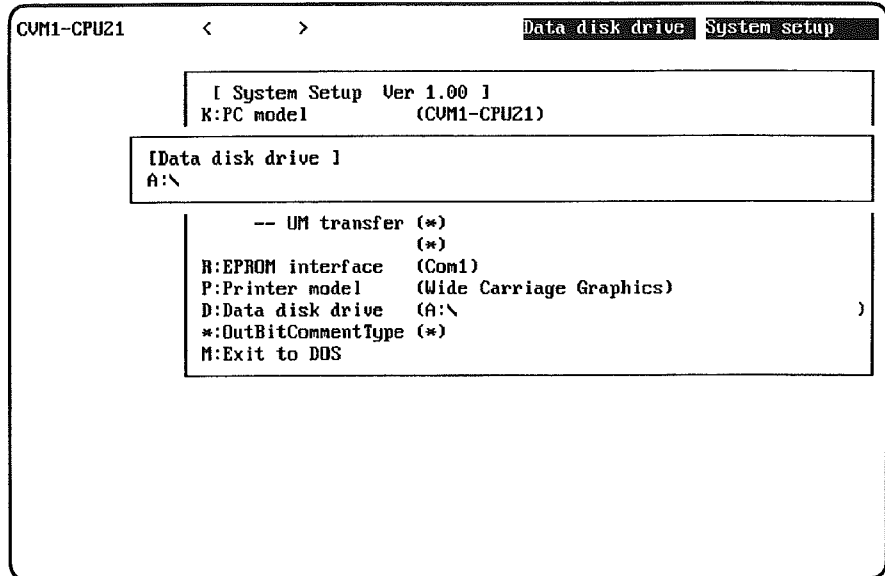 CVM1-CPU21 < > Data disk drive System setup
[ System Setup Ver 1.00 ]
K:PC model (CVM1-CPU21)
[Data disk drive ]
A:\
-- UM transfer (*)
(*)
R:EPROM interface (Com1)
P:Printer model (Wide Carriage Graphics)
D:Data disk drive (A:\ )
*:OutBitCommentType (*)
M:Exit to DOS